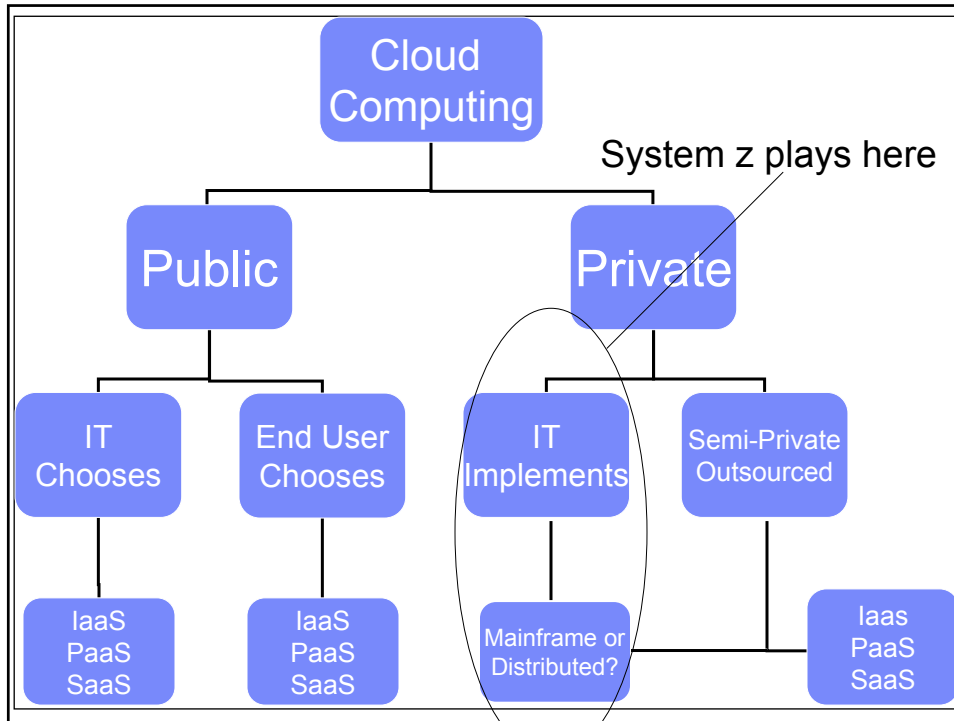 Cloud
Computing
System z plays here
Public
Private
IT
Chooses
End User
Chooses
IT
Implements
Semi-Private
Outsourced
IaaS
PaaS
SaaS
IaaS
PaaS
SaaS
Mainframe or
Distributed?
Iaas
PaaS
SaaS